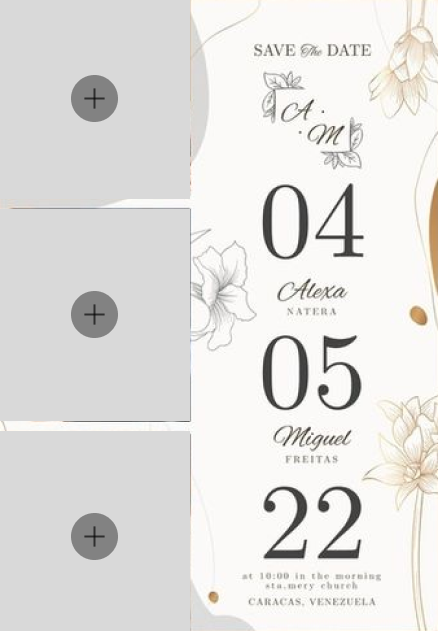 SAVE The DATE
A ·
· M
04
Alexa
NATERA
05
Miguel
FREITAS
22
at 10:00 in the morning
sta.mery church
CARACAS, VENEZUELA